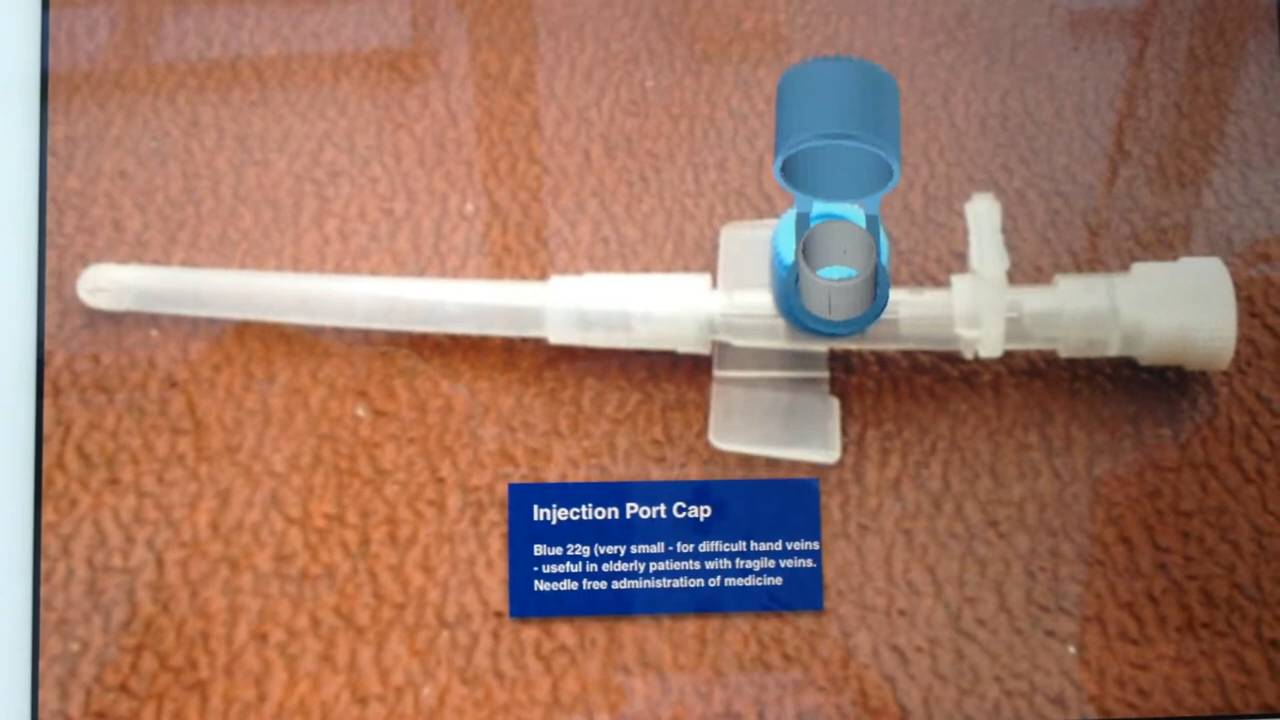 Injection Port Cap
Blue 22g (very small - for difficult hand veins
- useful in elderly patients with fragile veins.
Needle free administration of medicine